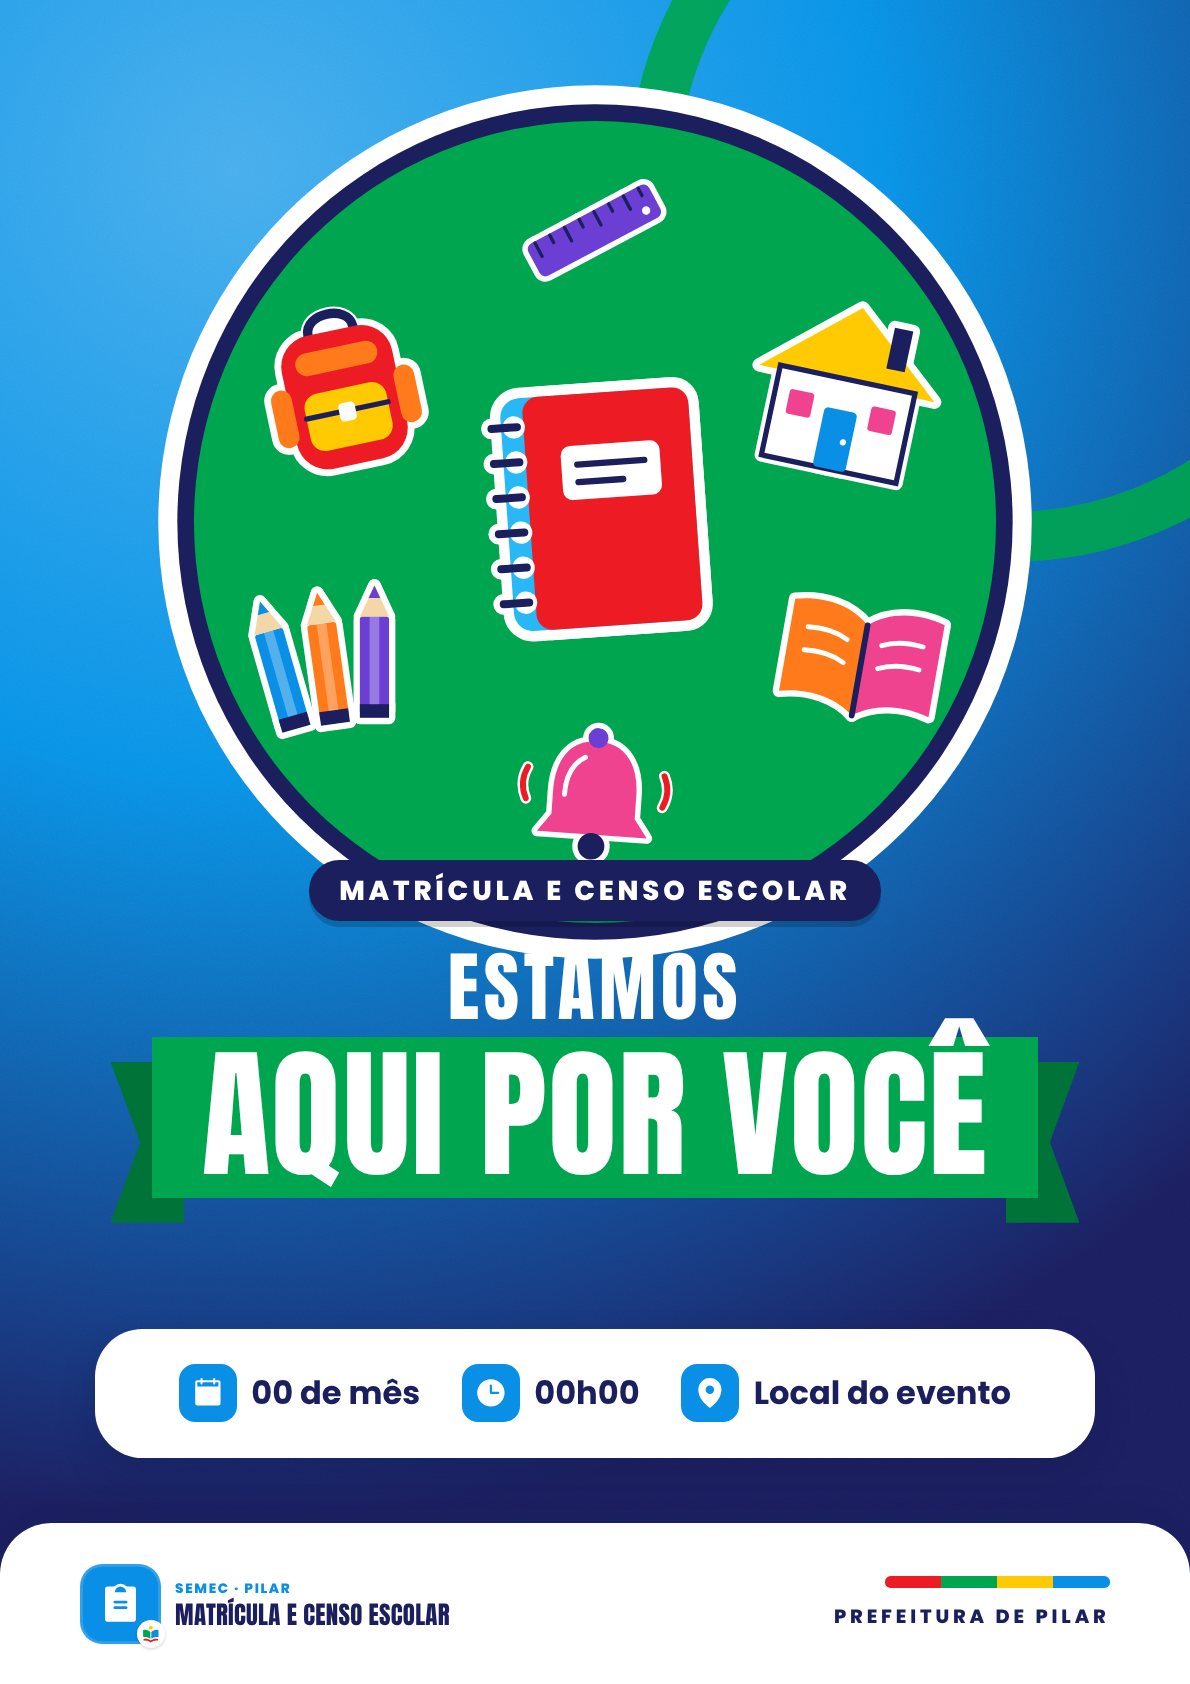 MATRÍCULA E CENSO ESCOLAR
ESTAMOS
AQUI POR VOCÊ
00 de mês 00h00 Local do evento
SEMEC · PILAR
MATRÍCULA E CENSO ESCOLAR
PREFEITURA DE PILAR